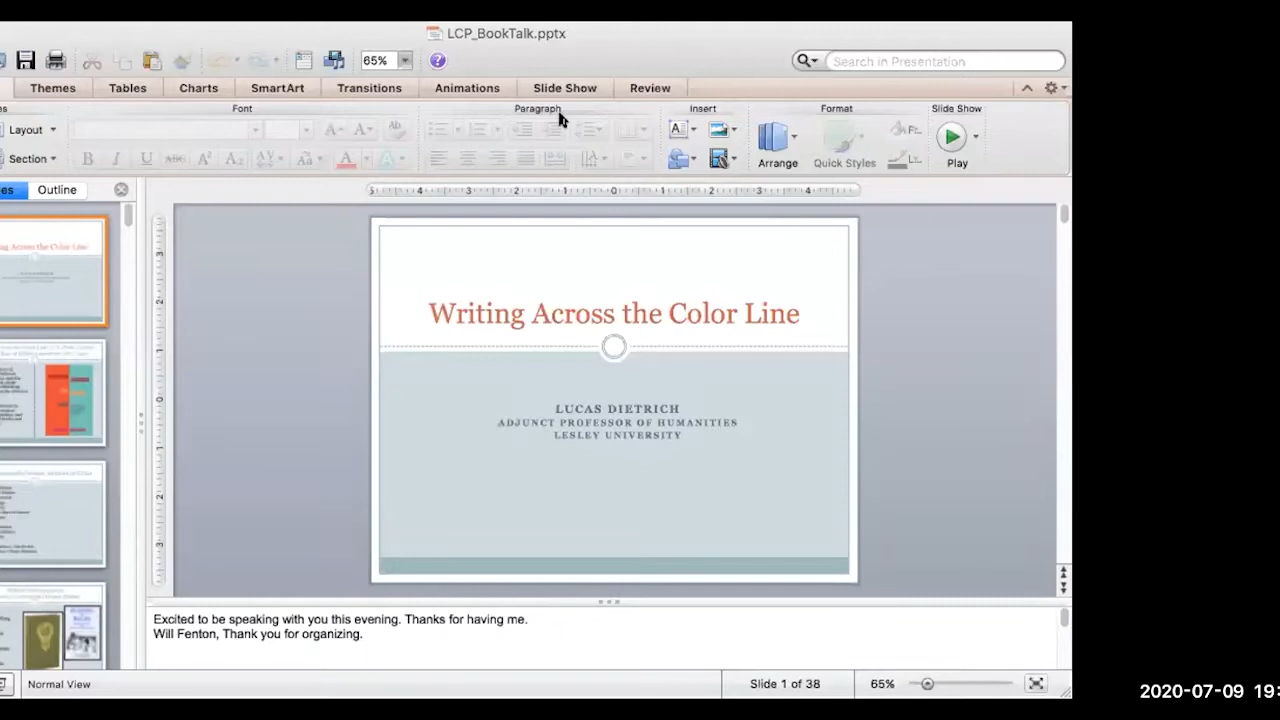 LCP_BookTalk.pptx
65%
Search in Presentation
Themes Tables Charts SmartArt Transitions Animations Slide Show Review
Font Paragraph Insert Format Slide Show
Layout
Section
Arrange Quick Styles Play
Outline
Writing Across the Color Line
LUCAS DIETRICH
ADJUNCT PROFESSOR OF HUMANITIES
LESLEY UNIVERSITY
Excited to be speaking with you this evening. Thanks for having me.
Will Fenton, Thank you for organizing.
Normal View Slide 1 of 38 65%
2020-07-09 19: